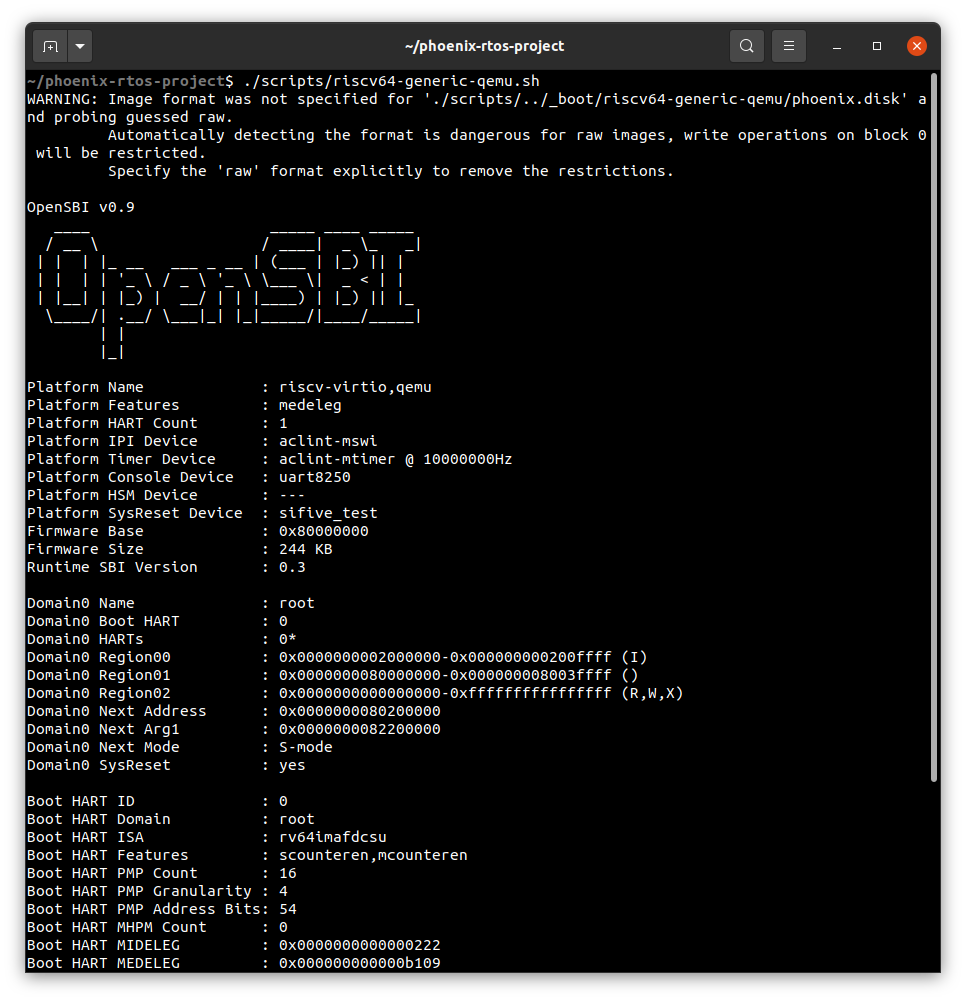 ~/phoenix-rtos-project
~/phoenix-rtos-project$ ./scripts/riscv64-generic-qemu.sh
WARNING: Image format was not specified for './scripts/../_boot/riscv64-generic-qemu/phoenix.disk' a
nd probing guessed raw.
         Automatically detecting the format is dangerous for raw images, write operations on block 0
 will be restricted.
         Specify the 'raw' format explicitly to remove the restrictions.

OpenSBI v0.9
   ____                    _____ ____ _____
  / __ \                  / ____|  _ \_   _|
 | |  | |_ __   ___ _ __ | (___ | |_) || |
 | |  | | '_ \ / _ \ '_ \ \___ \|  _ < | |
 | |__| | |_) |  __/ | | |____) | |_) || |_
  \____/| .__/ \___|_| |_|_____/|____/_____|
        | |
        |_|

Platform Name             : riscv-virtio,qemu
Platform Features         : medeleg
Platform HART Count       : 1
Platform IPI Device       : aclint-mswi
Platform Timer Device     : aclint-mtimer @ 10000000Hz
Platform Console Device   : uart8250
Platform HSM Device       : ---
Platform SysReset Device  : sifive_test
Firmware Base             : 0x80000000
Firmware Size             : 244 KB
Runtime SBI Version       : 0.3

Domain0 Name              : root
Domain0 Boot HART         : 0
Domain0 HARTs             : 0*
Domain0 Region00          : 0x0000000002000000-0x000000000200ffff (I)
Domain0 Region01          : 0x0000000080000000-0x000000008003ffff ()
Domain0 Region02          : 0x0000000000000000-0xffffffffffffffff (R,W,X)
Domain0 Next Address      : 0x0000000080200000
Domain0 Next Arg1         : 0x0000000082200000
Domain0 Next Mode         : S-mode
Domain0 SysReset          : yes

Boot HART ID              : 0
Boot HART Domain          : root
Boot HART ISA             : rv64imafdcsu
Boot HART Features        : scounteren,mcounteren
Boot HART PMP Count       : 16
Boot HART PMP Granularity : 4
Boot HART PMP Address Bits: 54
Boot HART MHPM Count      : 0
Boot HART MIDELEG         : 0x0000000000000222
Boot HART MEDELEG         : 0x000000000000b109